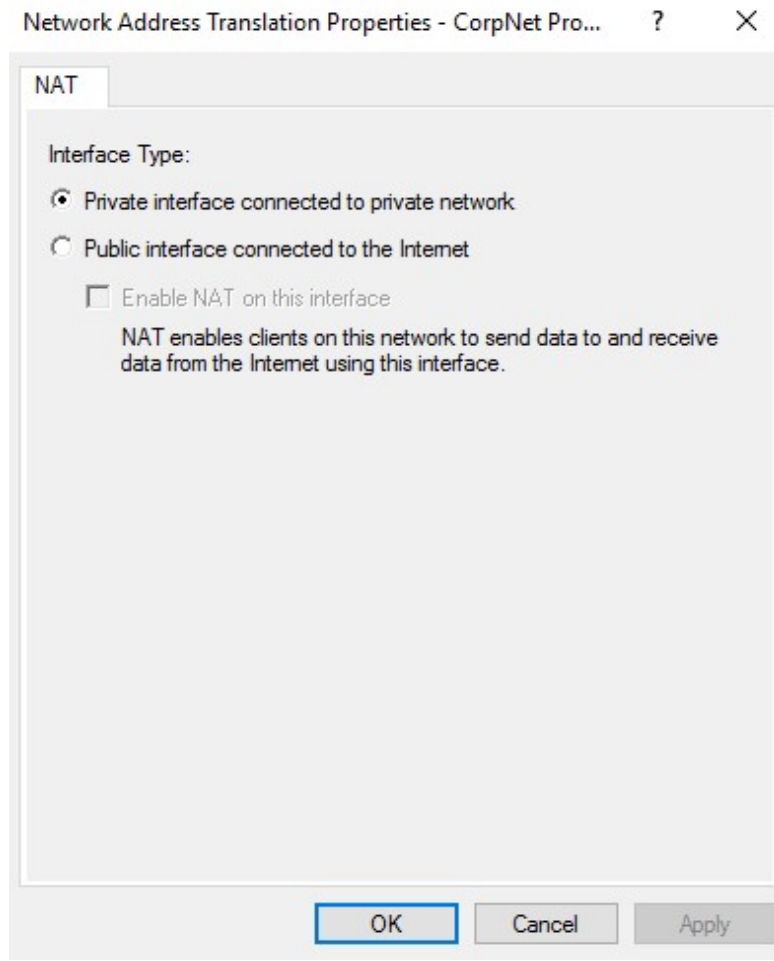 Network Address Translation Properties - CorpNet Pro... ?
NAT
Interface Type:
Private interface connected to private network
Public interface connected to the Internet
Enable NAT on this interface
NAT enables clients on this network to send data to and receive
data from the Internet using this interface.
OK Cancel Apply